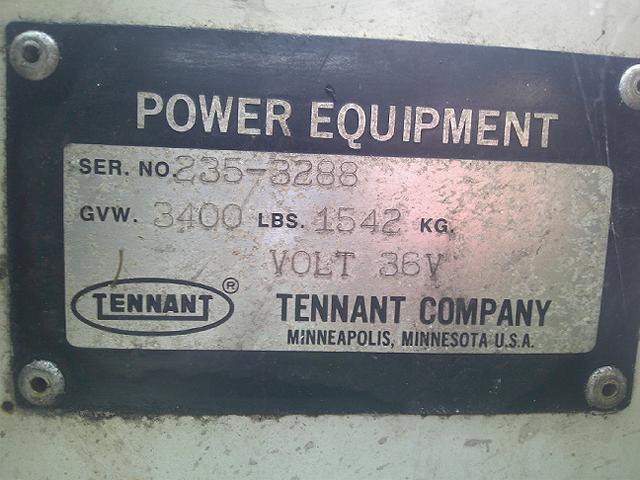 POWER EQUIPMENT
SER. NO. 235-3288
GVW. 3400 LBS. 1542 KG.
VOLT 36V
TENNANT ®
TENNANT COMPANY
MINNEAPOLIS, MINNESOTA U.S.A.